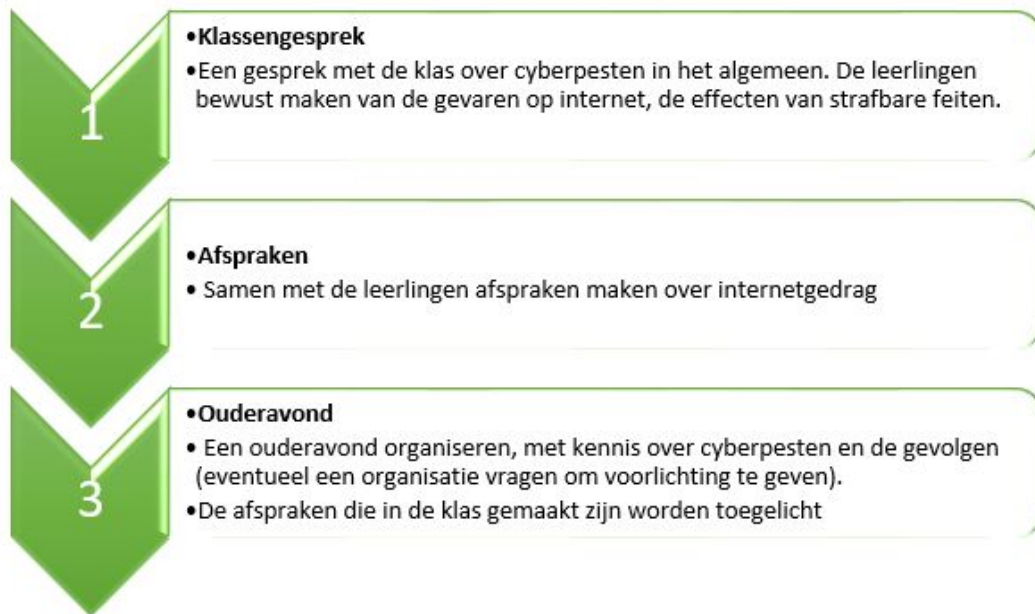 1
•Klassengesprek
•Een gesprek met de klas over cyberpesten in het algemeen. De leerlingen
bewust maken van de gevaren op internet, de effecten van strafbare feiten.
2
•Afspraken
• Samen met de leerlingen afspraken maken over internetgedrag
3
•Ouderavond
• Een ouderavond organiseren, met kennis over cyberpesten en de gevolgen
(eventueel een organisatie vragen om voorlichting te geven).
•De afspraken die in de klas gemaakt zijn worden toegelicht